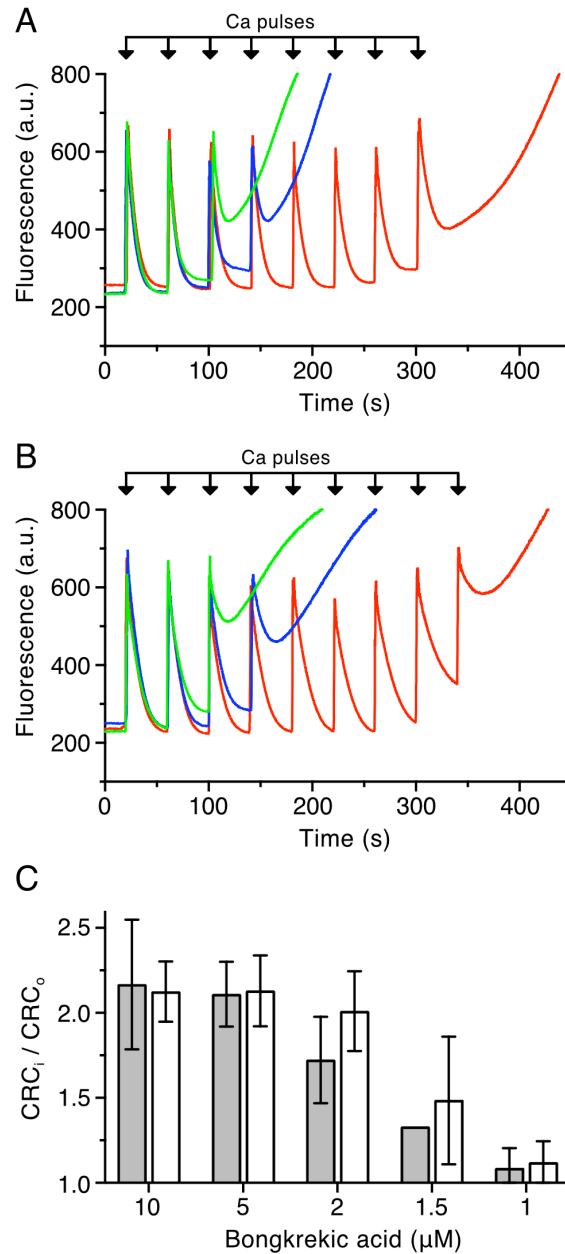 A
Ca pulses
800
600
400
200
Fluorescence (a.u.)
0 100 200 300 400
Time (s)
B
Ca pulses
800
600
400
200
Fluorescence (a.u.)
0 100 200 300 400
Time (s)
C
2.5
2.0
1.5
1.0
CRCi / CRCo
10 5 2 1.5 1
Bongkrekic acid (µM)